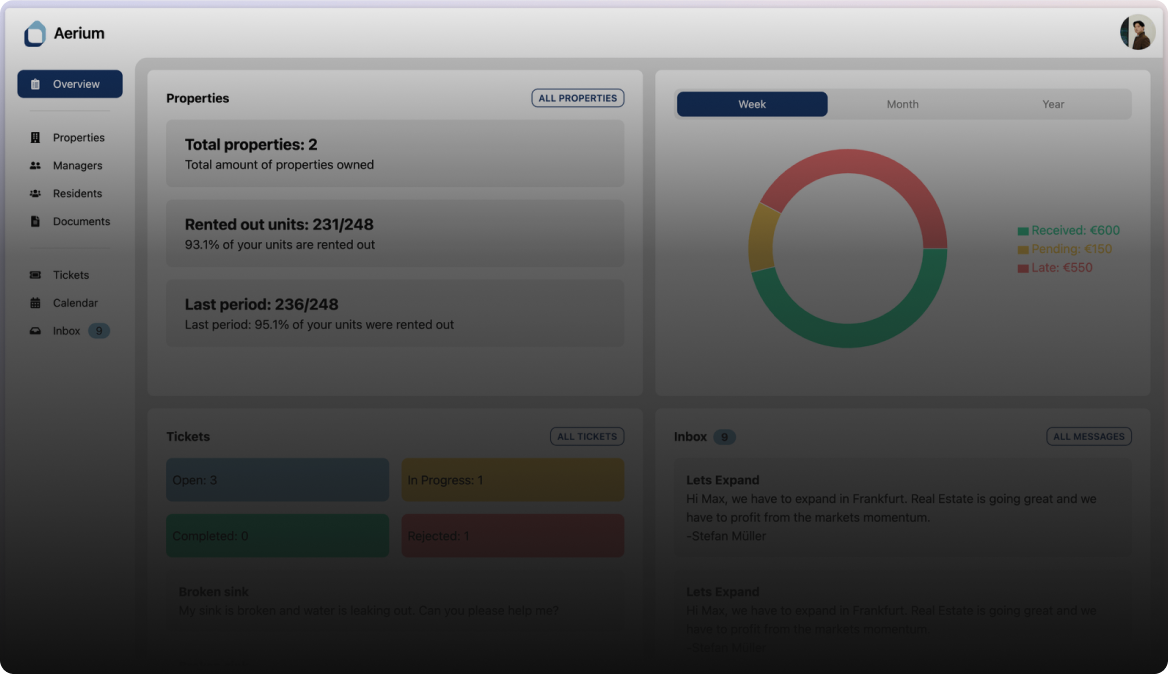 Aerium
Overview
Properties
Managers
Residents
Documents
Tickets
Calendar
Inbox 9
Properties
ALL PROPERTIES
Total properties: 2
Total amount of properties owned
Rented out units: 231/248
93.1% of your units are rented out
Last period: 236/248
Last period: 95.1% of your units were rented out
Week Month Year
Received: €600
Pending: €150
Late: €550
Tickets
ALL TICKETS
Open: 3
In Progress: 1
Completed: 0
Rejected: 1
Broken sink
My sink is broken and water is leaking out. Can you please help me?
Inbox 9
ALL MESSAGES
Lets Expand
Hi Max, we have to expand in Frankfurt. Real Estate is going great and we
have to profit from the markets momentum.
-Stefan Müller
Lets Expand
Hi Max, we have to expand in Frankfurt. Real Estate is going great and we
have to profit from the markets momentum.
-Stefan Müller